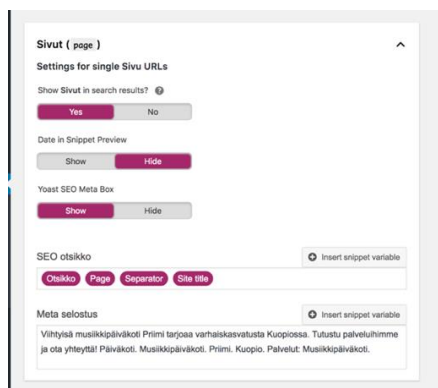 Sivut ( page )
Settings for single Sivu URLs
Show Sivut in search results?
Yes No
Date in Snippet Preview
Show Hide
Yoast SEO Meta Box
Show Hide
SEO otsikko Insert snippet variable
Otsikko Page Separator Site title
Meta selostus Insert snippet variable
Viihtyisä musiikkipäiväkoti Priimi tarjoaa varhaiskasvatusta Kuopiossa. Tutustu palveluihimme
ja ota yhteyttä! Päiväkoti. Musiikkipäiväkoti. Priimi. Kuopio. Palvelut: Musiikkipäiväkoti.